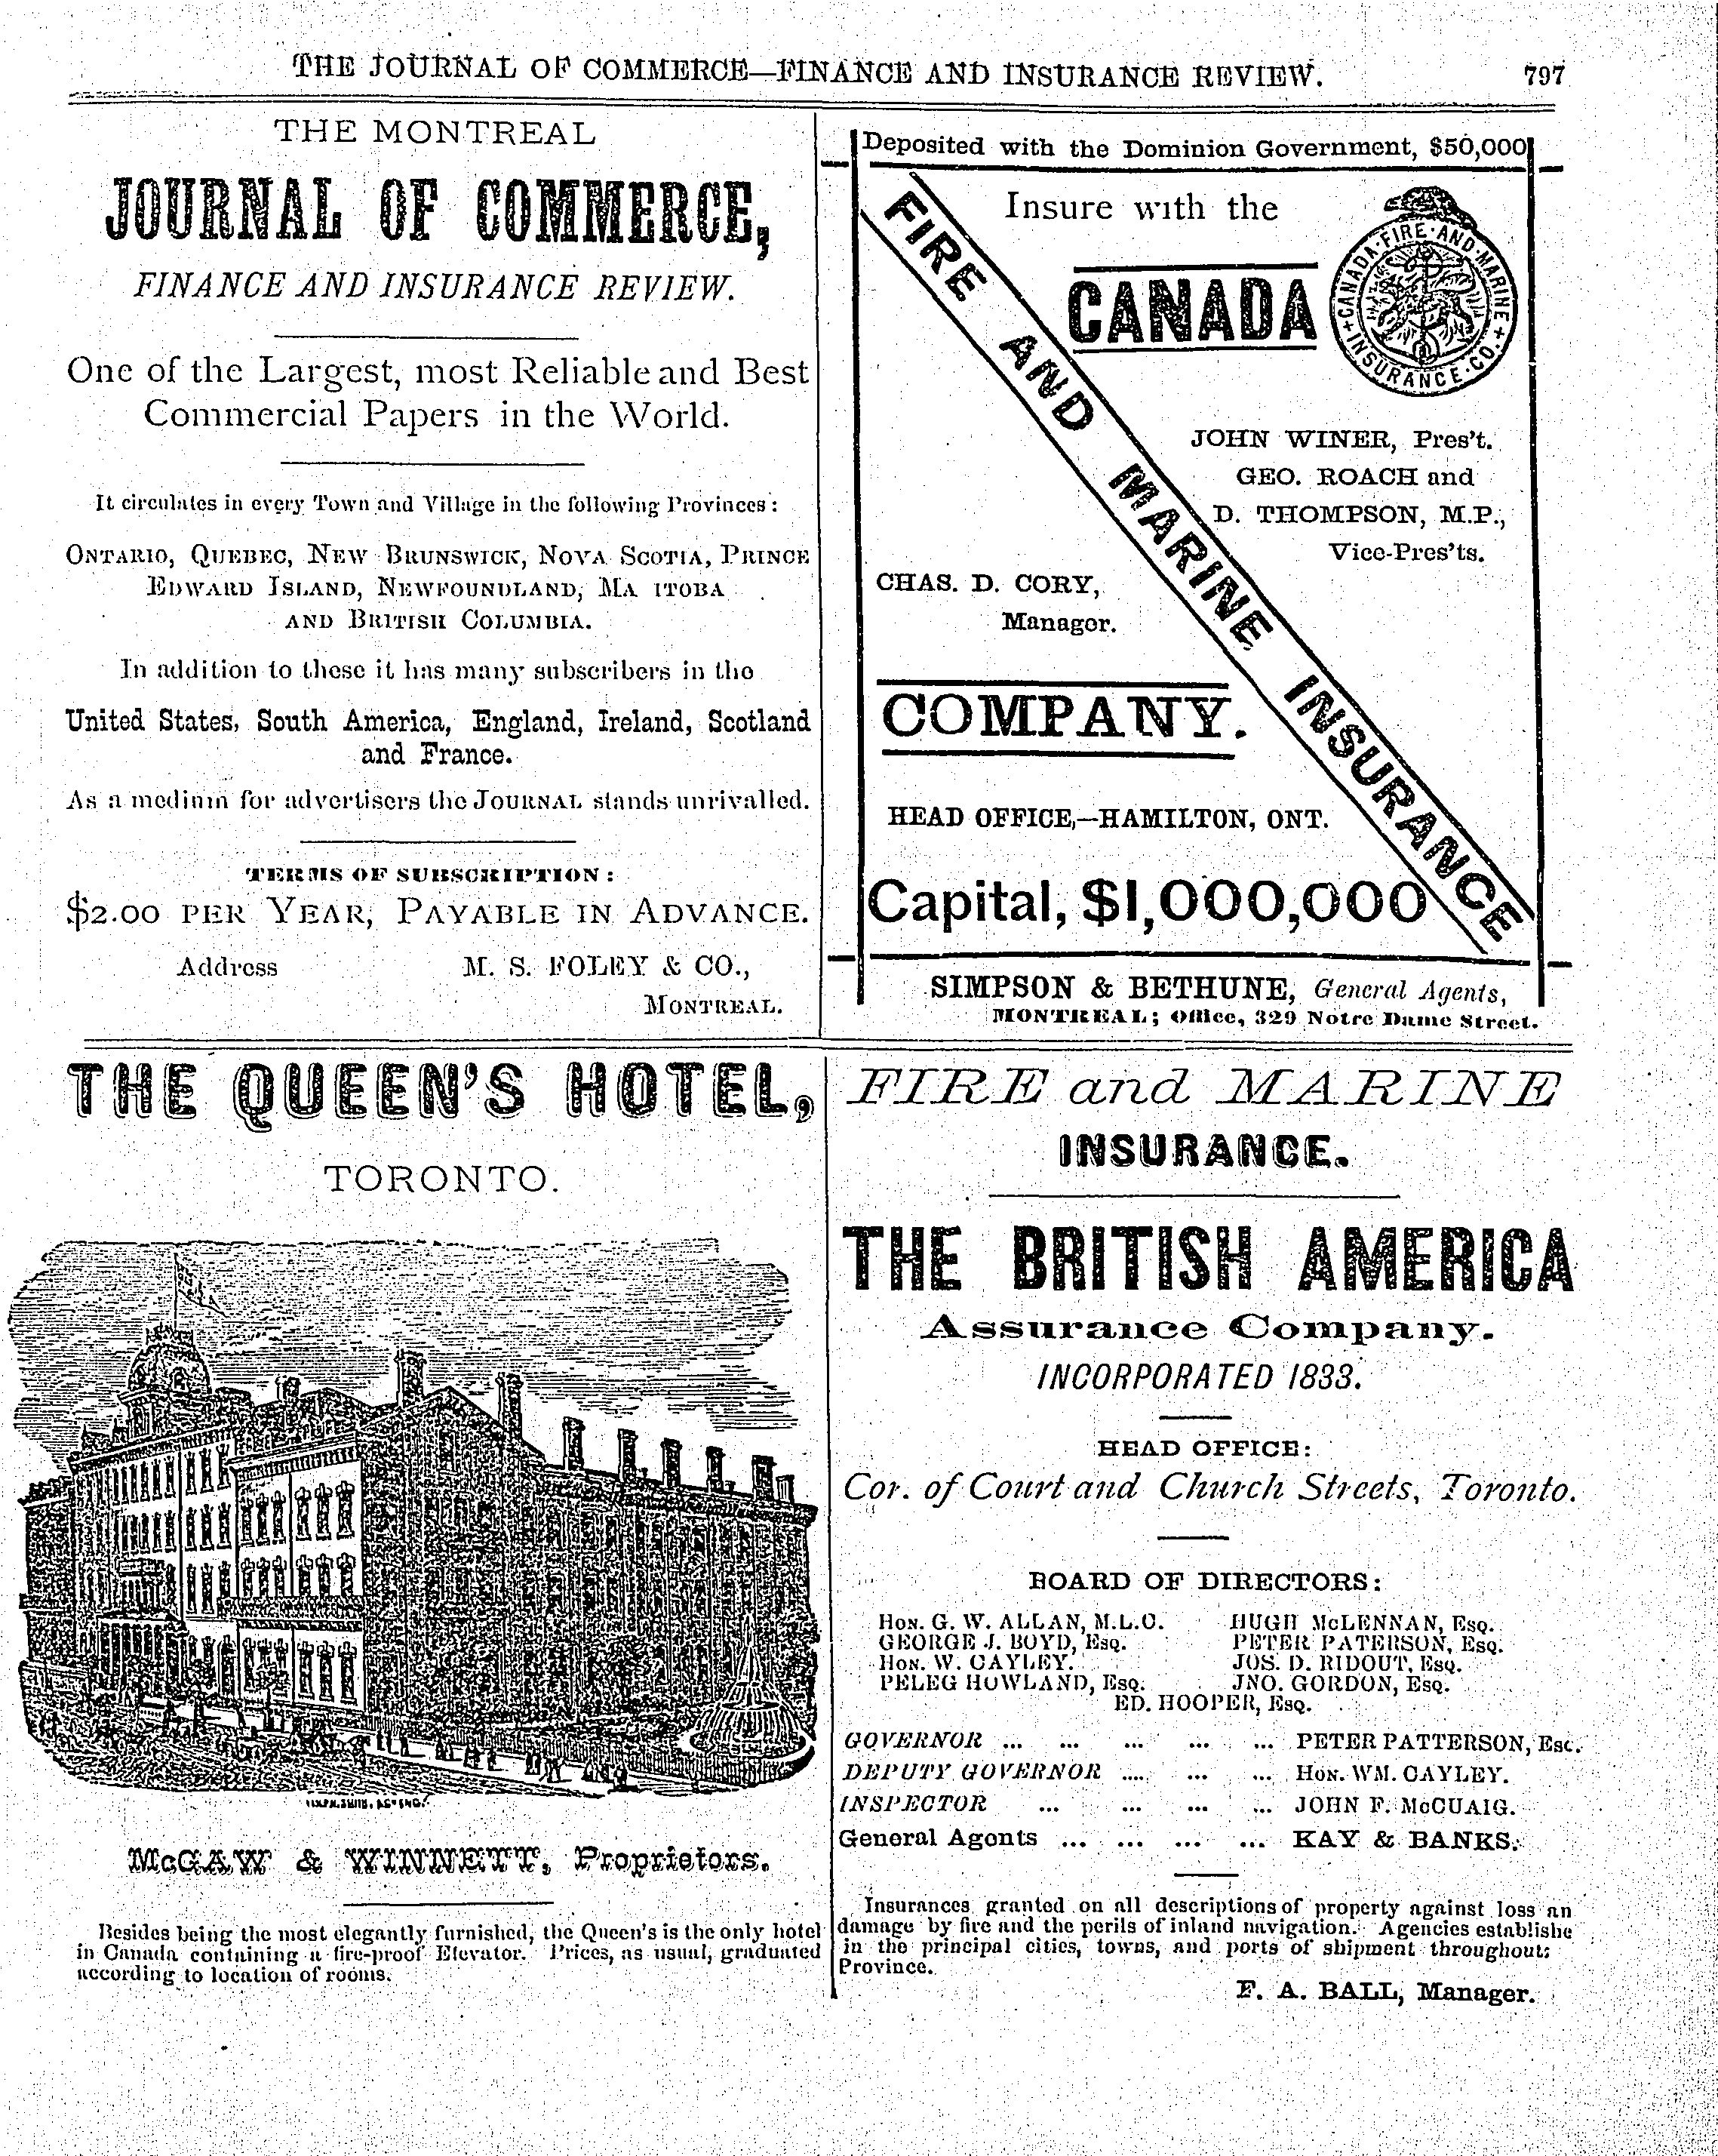 THE JOURNAL OF COMMERCE—FINANCE AND INSURANCE REVIEW. 797
THE MONTREAL
JOURNAL OF COMMERCE,
FINANCE AND INSURANCE REVIEW.
One of the Largest, most Reliable and Best
Commercial Papers in the World.
It circulates in every Town and Village in the following Provinces:
ONTARIO, QUEBEC, NEW BRUNSWICK, NOVA SCOTIA, PRINCE
EDWARD ISLAND, NEWFOUNDLAND, MA ITOBA
AND BRITISH COLUMBIA.
In addition to these it has many subscribers in the
United States, South America, England, Ireland, Scotland
and France.
As a medium for advertisers the JOURNAL stands unrivalled.
TERMS OF SUBSCRIPTION:
$2.00 PER YEAR, PAYABLE IN ADVANCE.
Address M. S. FOLEY & CO.,
MONTREAL.
Deposited with the Dominion Government, $50,000
Insure with the
CANADA
CANADA·FIRE·AND·MARINE
+INSURANCE·CO.+
FIRE AND MARINE INSURANCE
JOHN WINER, Pres't.
GEO. ROACH and
D. THOMPSON, M.P.,
Vice-Pres'ts.
CHAS. D. CORY,
Manager.
COMPANY.
HEAD OFFICE,—HAMILTON, ONT.
Capital, $1,000,000
SIMPSON & BETHUNE, General Agents,
MONTREAL; Office, 329 Notre Dame Street.
THE QUEEN'S HOTEL,
TORONTO.
McGAW & WINNETT, Proprietors.
Besides being the most elegantly furnished, the Queen's is the only hotel
in Canada containing a fire-proof Elevator. Prices, as usual, graduated
according to location of rooms.
FIRE and MARINE
INSURANCE.
THE BRITISH AMERICA
Assurance Company.
INCORPORATED 1833.
HEAD OFFICE:
Cor. of Court and Church Streets, Toronto.
BOARD OF DIRECTORS:
HON. G. W. ALLAN, M.L.C. HUGH McLENNAN, ESQ.
GEORGE J. BOYD, ESQ. PETER PATERSON, ESQ.
HON. W. CAYLEY. JOS. D. RIDOUT, ESQ.
PELEG HOWLAND, ESQ. JNO. GORDON, ESQ.
ED. HOOPER, ESQ.
GOVERNOR ... ... ... ... ... PETER PATTERSON, ESQ.
DEPUTY GOVERNOR .... ... ... HON. WM. CAYLEY.
INSPECTOR ... ... ... ... JOHN F. McCUAIG.
General Agents ... ... ... ... KAY & BANKS.
Insurances granted on all descriptions of property against loss an
damage by fire and the perils of inland navigation. Agencies establishe
in the principal cities, towns, and ports of shipment throughout
Province.
F. A. BALL, Manager.